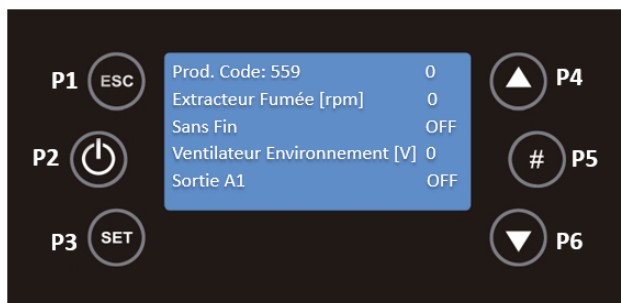 P1 ESC
P2
P3 SET
Prod. Code: 559 0
Extracteur Fumée [rpm] 0
Sans Fin OFF
Ventilateur Environnement [V] 0
Sortie A1 OFF
P4
# P5
P6